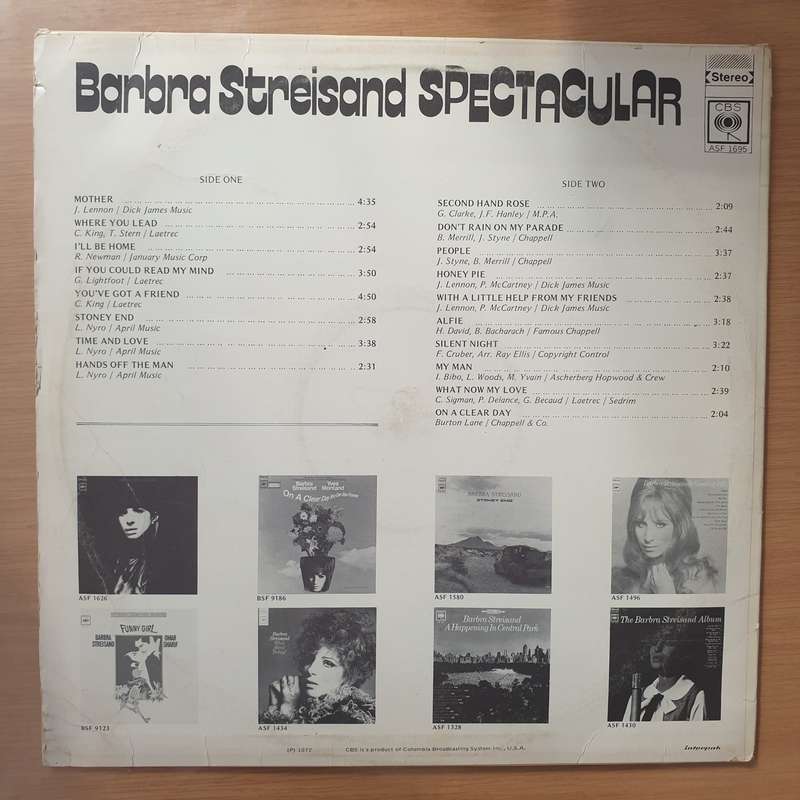 Barbra Streisand SPECTACULAR
Stereo
CBS
ASF 1695
SIDE ONE
MOTHER 4:35
J. Lennon / Dick James Music
WHERE YOU LEAD 2:54
C. King, T. Stern / Laetrec
I'LL BE HOME 2:54
R. Newman / January Music Corp
IF YOU COULD READ MY MIND 3:50
G. Lightfoot / Laetrec
YOU'VE GOT A FRIEND 4:50
C. King / Laetrec
STONEY END 2:58
L. Nyro / April Music
TIME AND LOVE 3:38
L. Nyro / April Music
HANDS OFF THE MAN 2:31
L. Nyro / April Music
SIDE TWO
SECOND HAND ROSE 2:09
G. Clarke, J.F. Hanley / M.P.A.
DON'T RAIN ON MY PARADE 2:44
B. Merrill, J. Styne / Chappell
PEOPLE 3:37
J. Styne, B. Merrill / Chappell
HONEY PIE 2:37
J. Lennon, P. McCartney / Dick James Music
WITH A LITTLE HELP FROM MY FRIENDS 2:38
J. Lennon, P. McCartney / Dick James Music
ALFIE 3:18
H. David, B. Bacharach / Famous Chappell
SILENT NIGHT 3:22
F. Gruber, Arr. Ray Ellis / Copyright Control
MY MAN 2:10
I. Bibo, L. Woods, M. Yvain / Ascherberg Hopwood & Crew
WHAT NOW MY LOVE 2:39
C. Sigman, P. Delance, G. Becaud / Laetrec / Sedrim
ON A CLEAR DAY 2:04
Burton Lane / Chappell & Co.
Barbra Streisand
Yves Montand
On A Clear Day
BARBRA STREISAND
STONEY END
ASF 1626
BSF 9186
ASF 1580
ASF 1496
FUNNY GIRL
BARBRA STREISAND
OMAR SHARIF
Barbra Streisand
Barbra Streisand
A Happening In Central Park
The Barbra Streisand Album
BSF 9123
ASF 1434
ASF 1328
ASF 1430
(P) 1972
CBS is a product of Columbia Broadcasting System Inc., U.S.A.
interpak